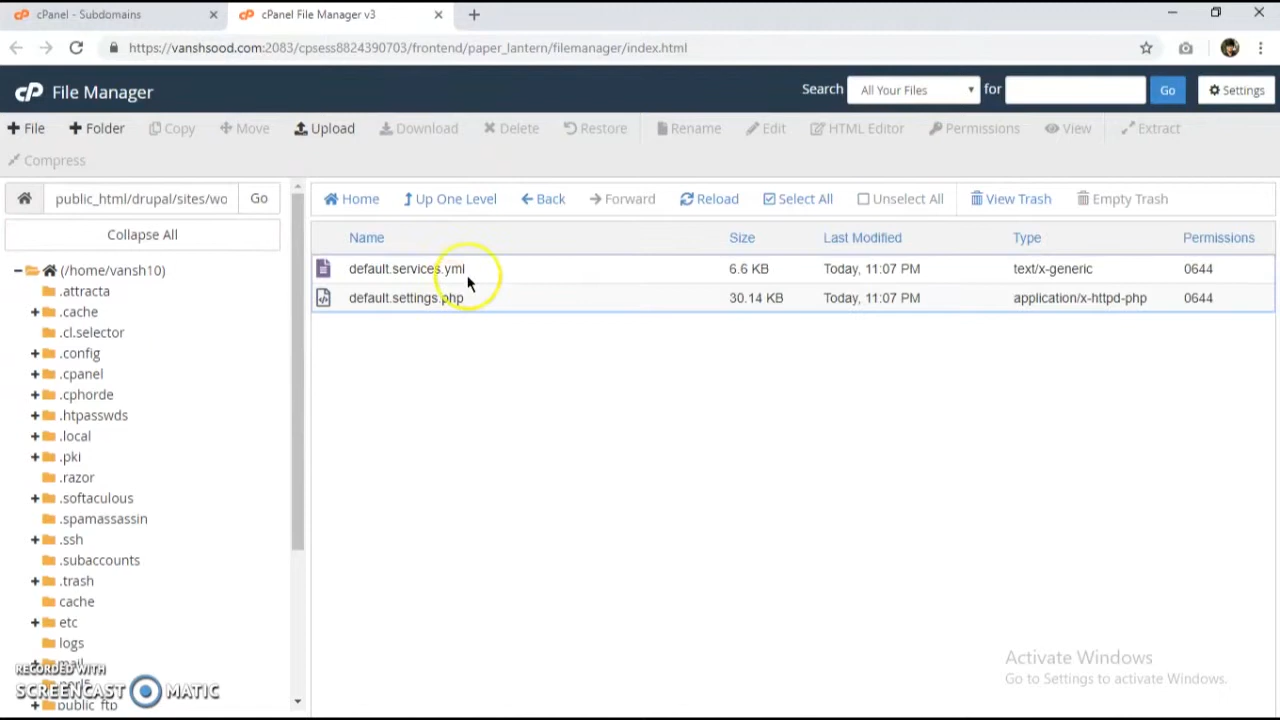 cPanel - Subdomains
cPanel File Manager v3
https://vanshsood.com:2083/cpsess8824390703/frontend/paper_lantern/filemanager/index.html
cP File Manager
Search All Your Files for Go Settings
File Folder Copy Move Upload Download Delete Restore Rename Edit HTML Editor Permissions View Extract
Compress
public_html/drupal/sites/wo Go
Home Up One Level Back Forward Reload Select All Unselect All View Trash Empty Trash
Collapse All
Name Size Last Modified Type Permissions
default.services.yml 6.6 KB Today, 11:07 PM text/x-generic 0644
default.settings.php 30.14 KB Today, 11:07 PM application/x-httpd-php 0644
(/home/vansh10)
.attracta
.cache
.cl.selector
.config
.cpanel
.cphorde
.htpasswds
.local
.pki
.razor
.softaculous
.spamassassin
.ssh
.subaccounts
.trash
cache
etc
logs
mail
public_ftp
RECORDED WITH
SCREENCAST MATIC
Activate Windows
Go to Settings to activate Windows.